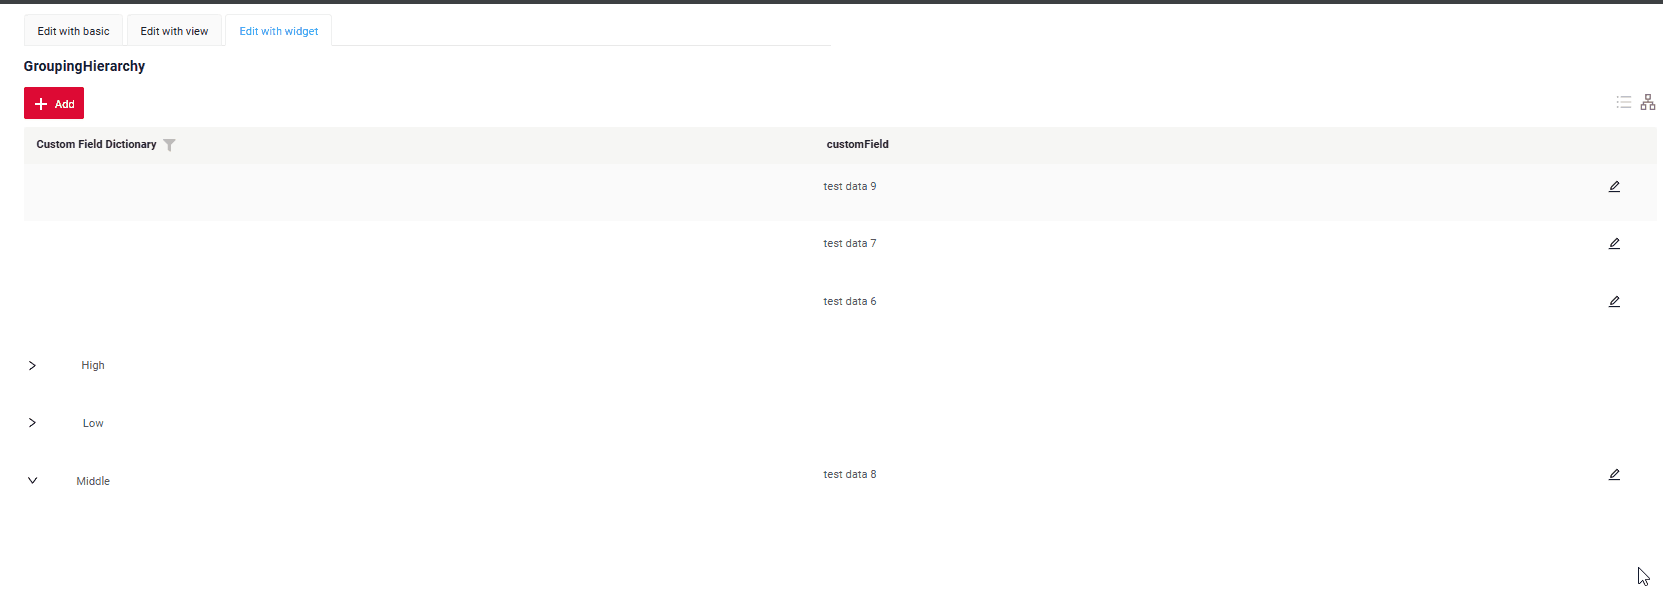 Edit with basic Edit with view Edit with widget
GroupingHierarchy
Add
Custom Field Dictionary customField
test data 9
test data 7
test data 6
High
Low
Middle test data 8